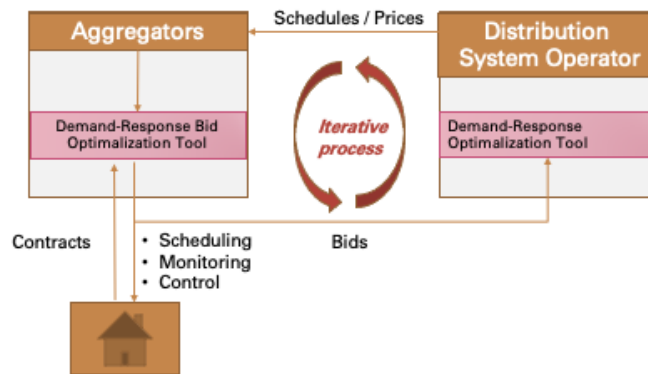 Schedules / Prices
Aggregators
Distribution
System Operator
Demand-Response Bid
Optimalization Tool
Iterative
process
Demand-Response
Optimalization Tool
Contracts
• Scheduling
• Monitoring
• Control
Bids